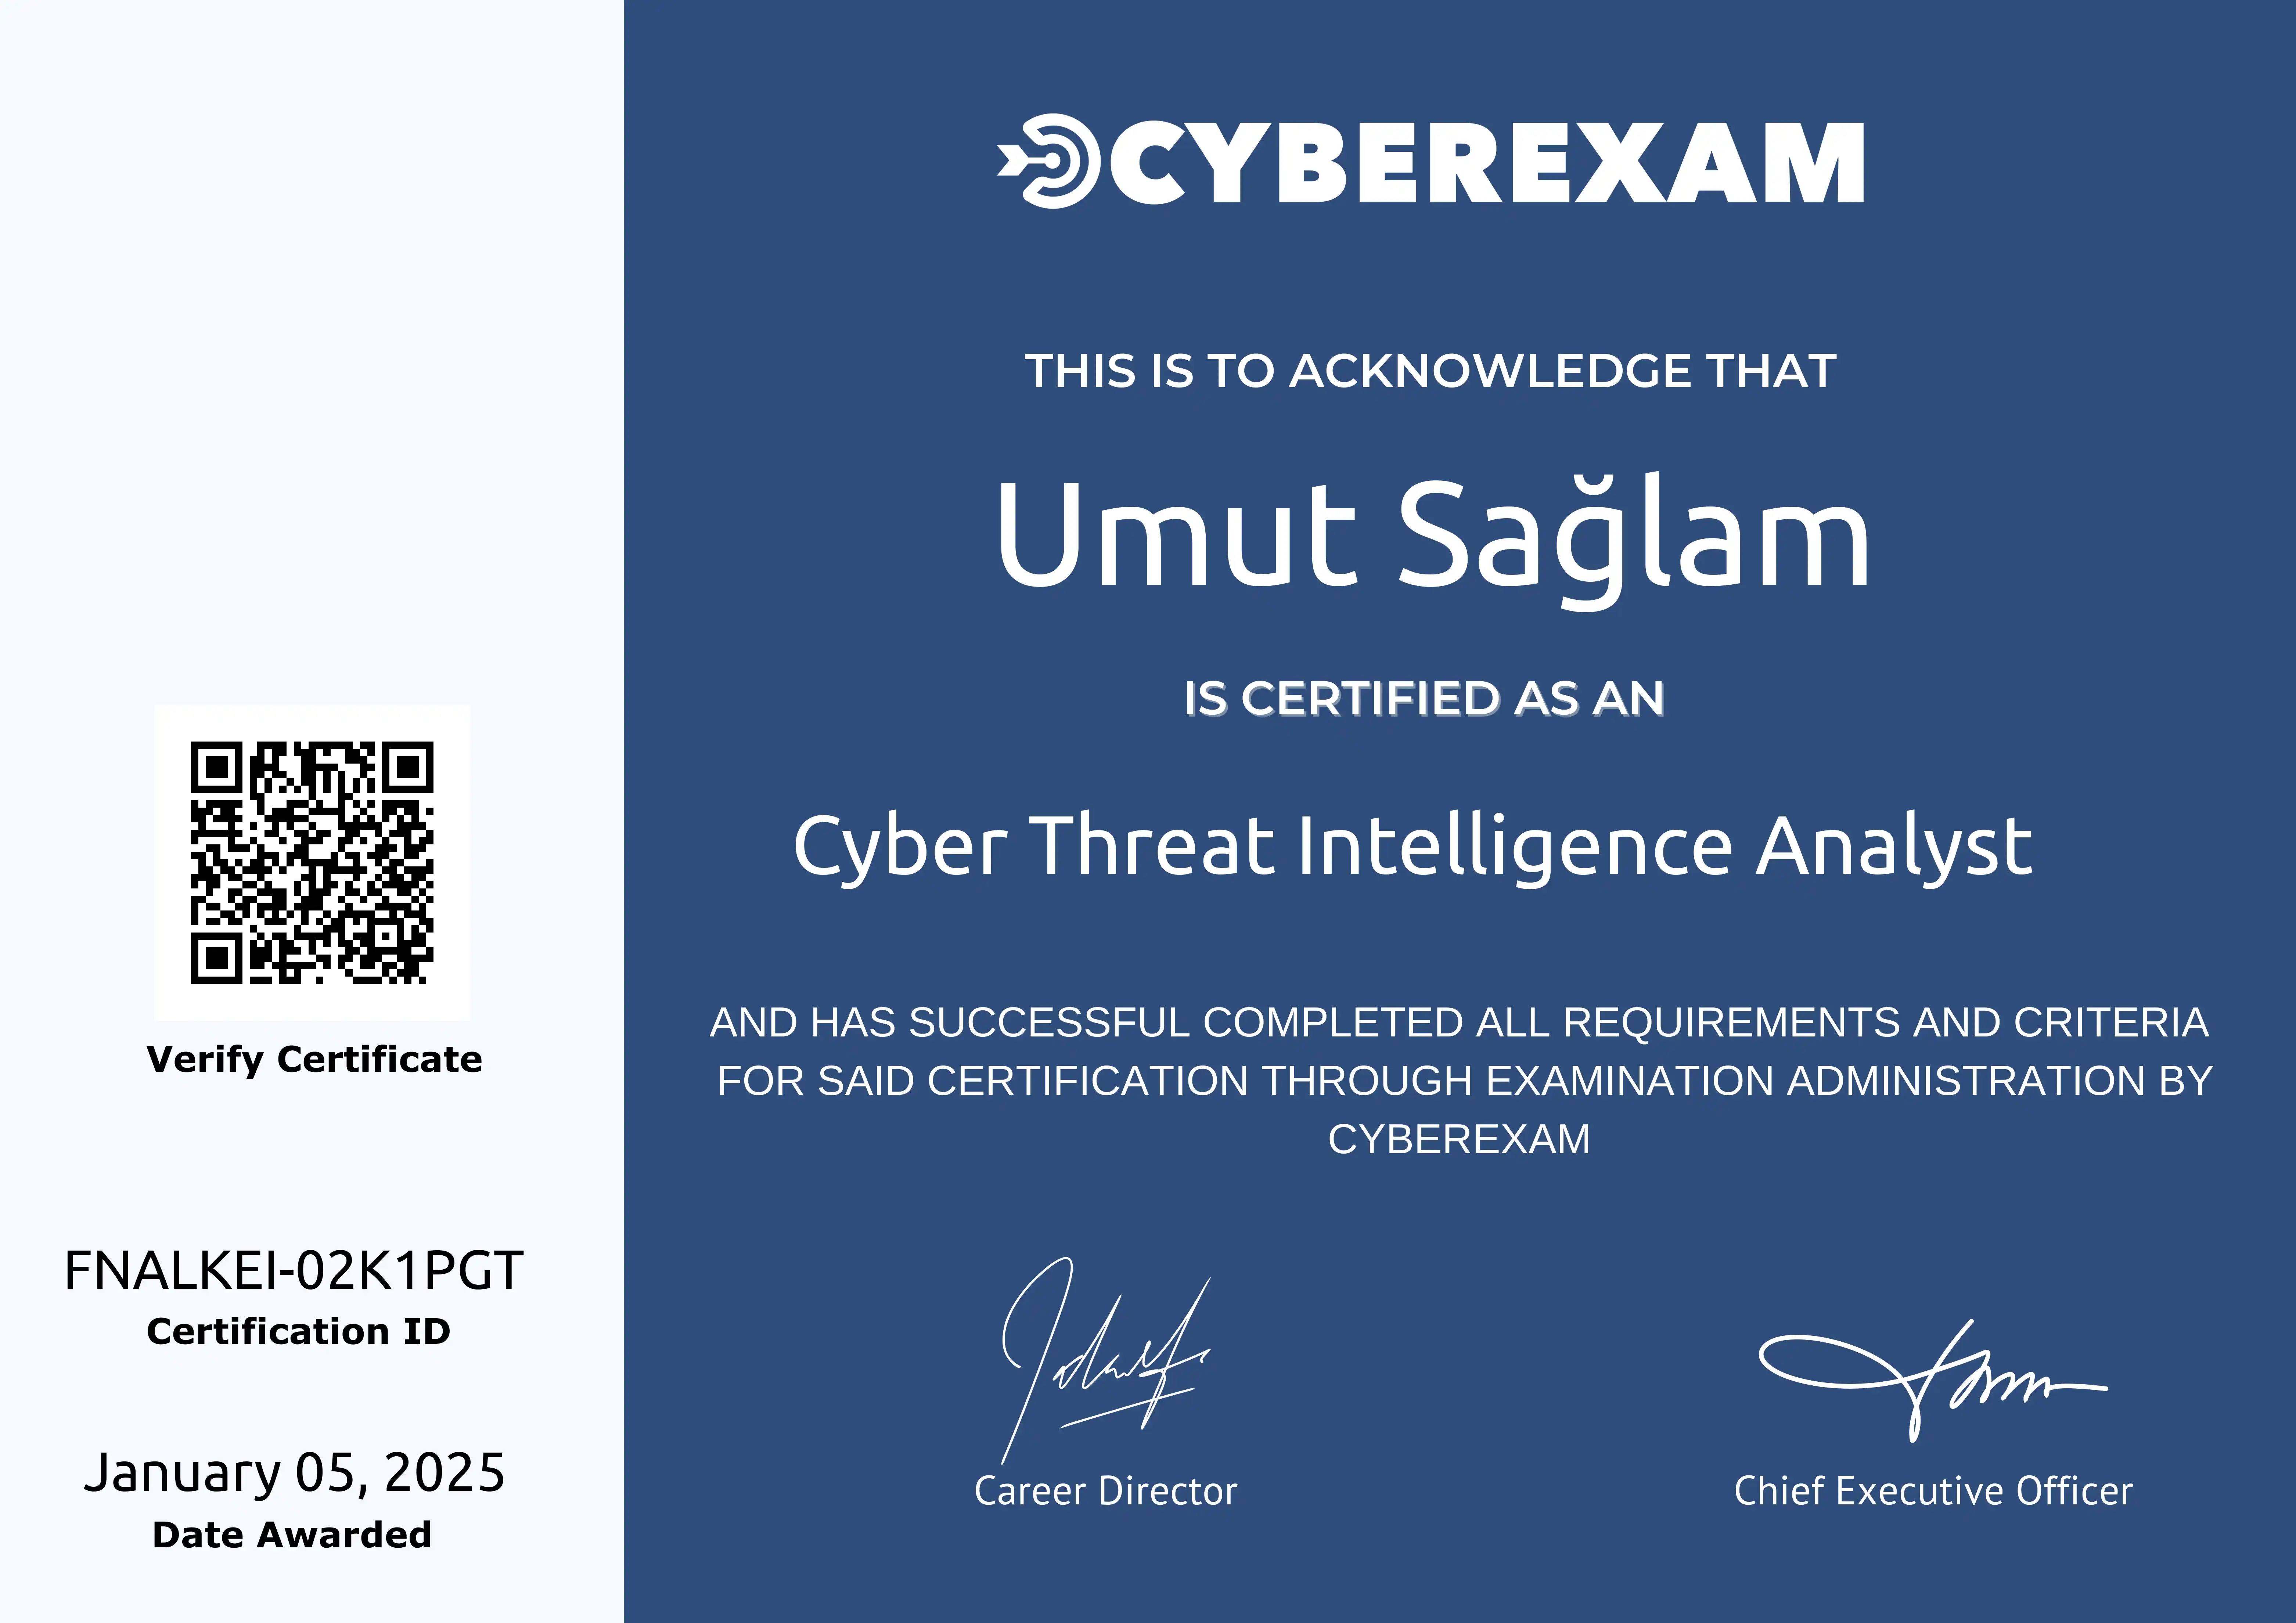 CYBEREXAM
THIS IS TO ACKNOWLEDGE THAT
Umut Sağlam
IS CERTIFIED AS AN
Cyber Threat Intelligence Analyst
AND HAS SUCCESSFUL COMPLETED ALL REQUIREMENTS AND CRITERIA
FOR SAID CERTIFICATION THROUGH EXAMINATION ADMINISTRATION BY
CYBEREXAM
Career Director
Chief Executive Officer
Verify Certificate
FNALKEI-02K1PGT
Certification ID
January 05, 2025
Date Awarded